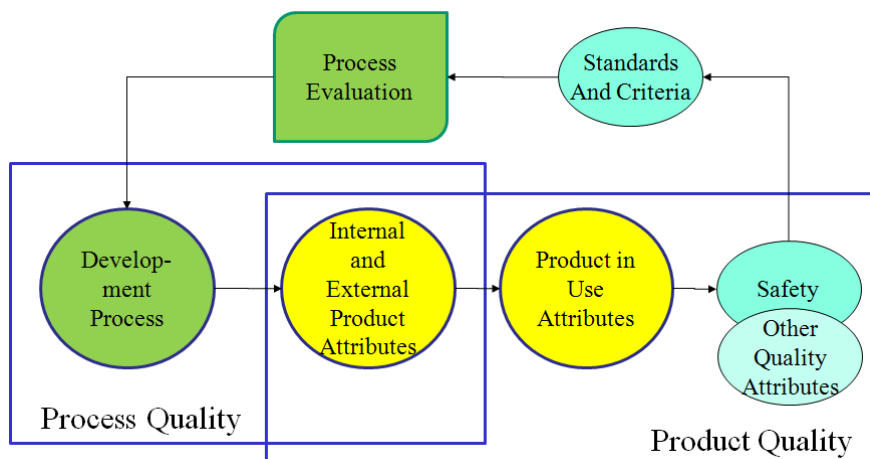 Process
Evaluation
Standards
And Criteria
Develop-
ment
Process
Internal
and
External
Product
Attributes
Product in
Use
Attributes
Safety
Other
Quality
Attributes
Process Quality
Product Quality